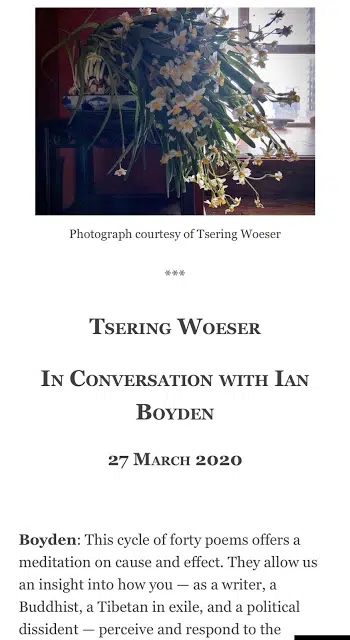 Photograph courtesy of Tsering Woeser
***
Tsering Woeser
In Conversation with Ian
Boyden
27 March 2020
Boyden: This cycle of forty poems offers a
meditation on cause and effect. They allow us
an insight into how you — as a writer, a
Buddhist, a Tibetan in exile, and a political
dissident — perceive and respond to the